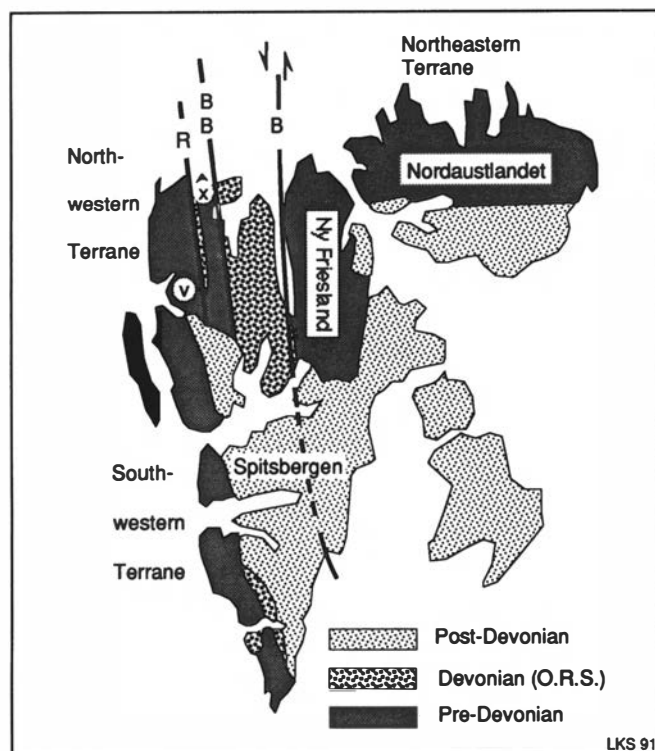 Northeastern
Terrane
B
B
R
B
North-
western
Terrane
x
v
Nordaustlandet
Ny Friesland
Spitsbergen
South-
western
Terrane
Post-Devonian
Devonian (O.R.S.)
Pre-Devonian
LKS 91